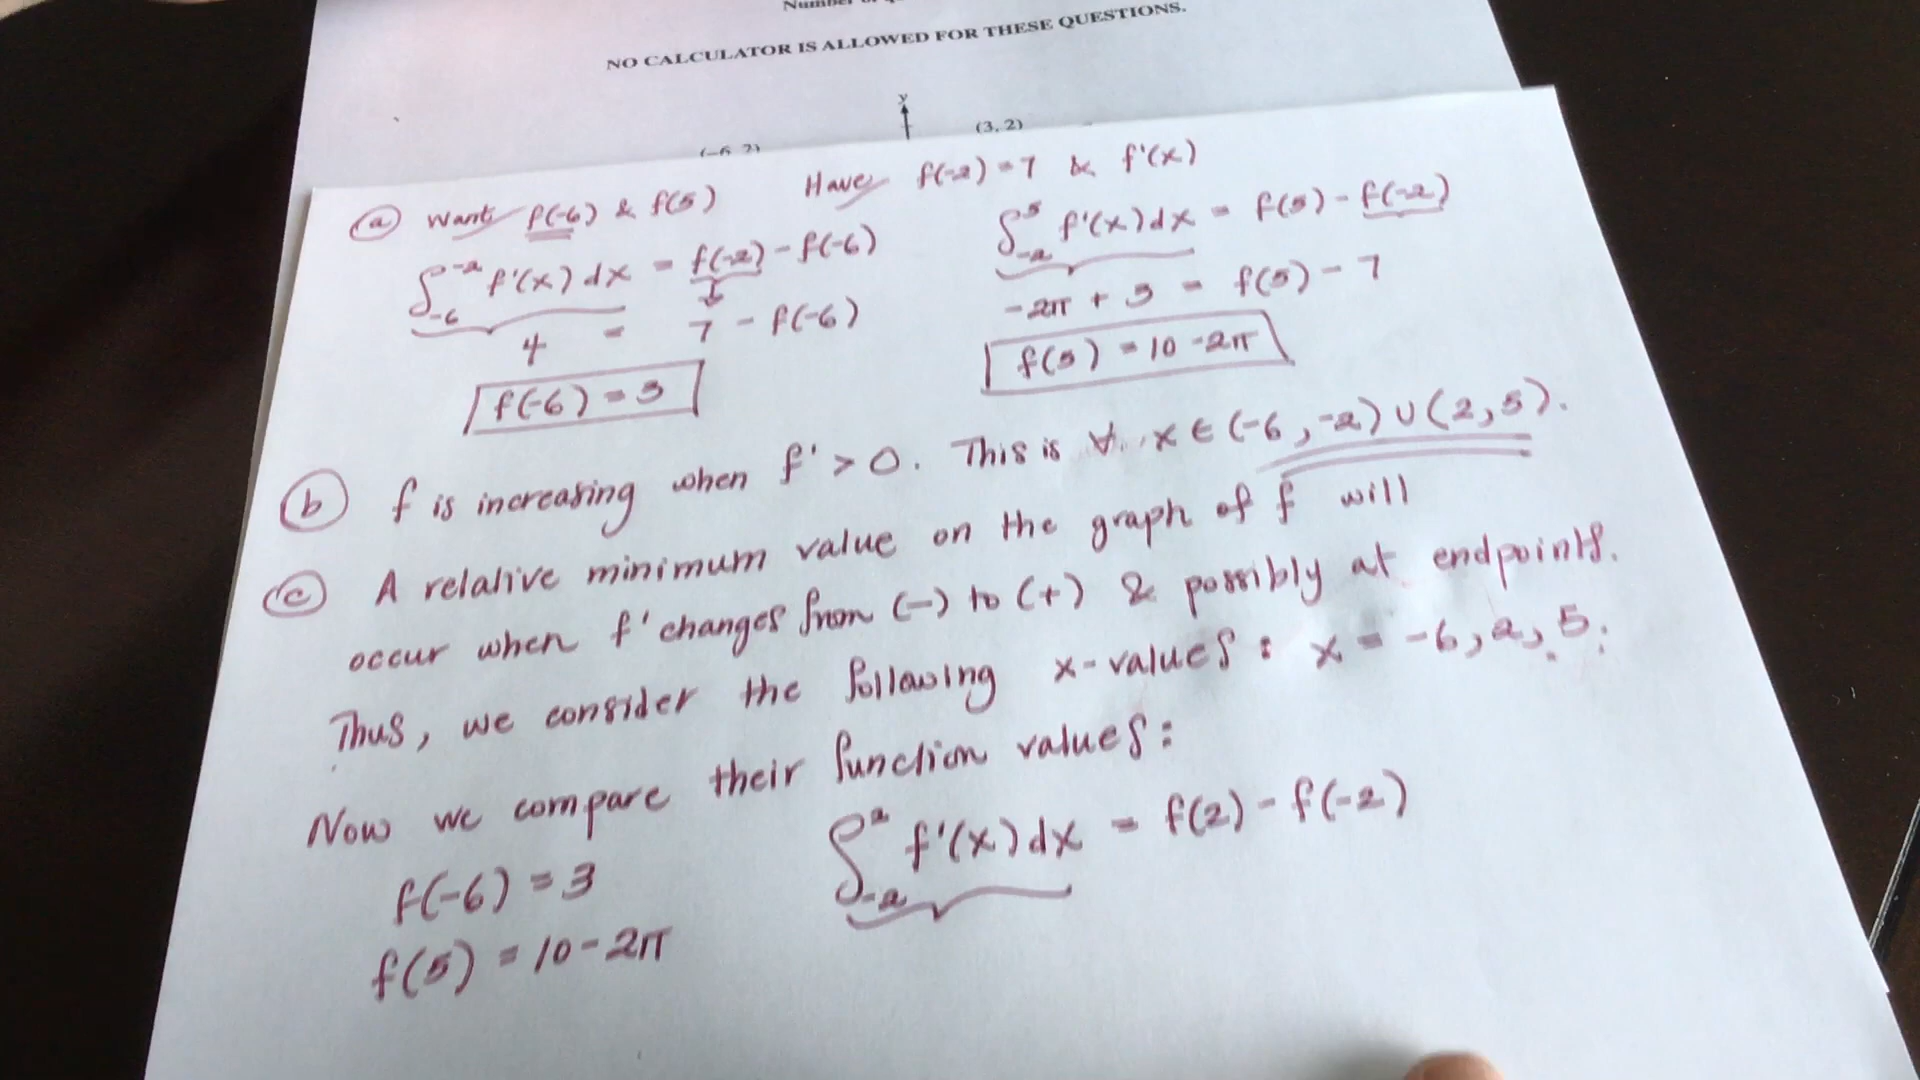 NO CALCULATOR IS ALLOWED FOR THESE QUESTIONS.
y
(3, 2)
(a) Want f(-6) & f(5) Have f(-2) = 7 & f'(x)
∫_{-6}^{-2} f'(x) dx = f(-2) - f(-6)
4 = 7 - f(-6)
f(-6) = 3
∫_{-2}^{5} f'(x) dx = f(5) - f(-2)
-2π + 3 = f(5) - 7
f(5) = 10 - 2π
(b) f is increasing when f' > 0. This is ∀ x ∈ (-6, -2) ∪ (2, 5).
(c) A relative minimum value on the graph of f will
occur when f' changes from (-) to (+) & possibly at endpoints.
Thus, we consider the following x-values: x = -6, 2, 5.
Now we compare their function values:
f(-6) = 3
f(5) = 10 - 2π
∫_{-2}^{2} f'(x) dx = f(2) - f(-2)